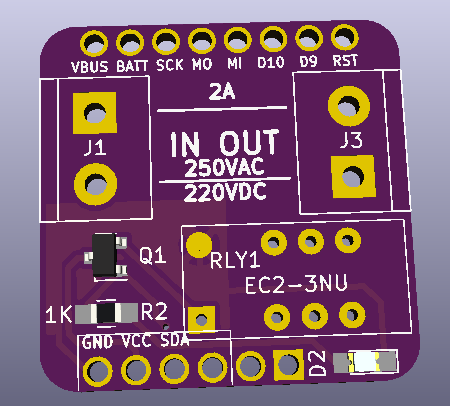 VBUS BATT SCK MO MI D10 D9 RST
2A
J1 IN OUT J3
250VAC
220VDC
Q1
RLY1
EC2-3NU
1K R2
GND VCC SDA
D2